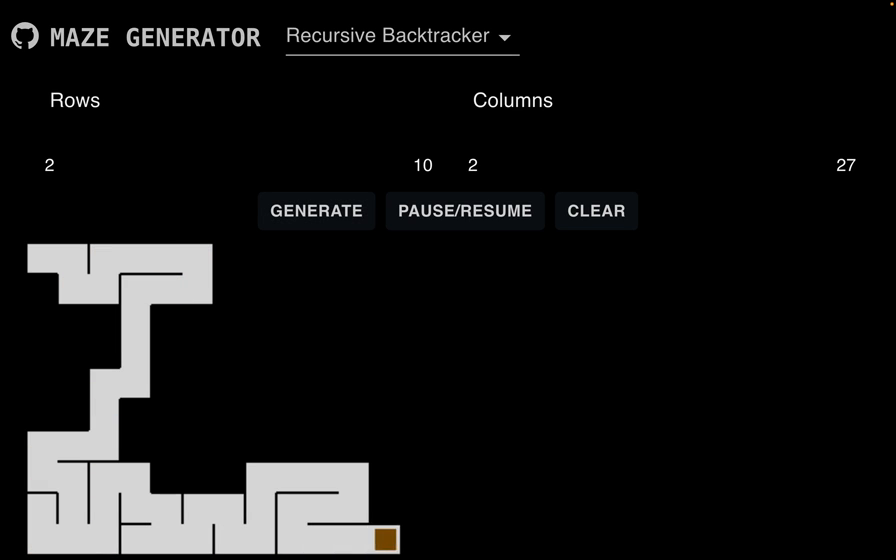 MAZE GENERATOR Recursive Backtracker
Rows Columns
2 10 2 27
GENERATE PAUSE/RESUME CLEAR